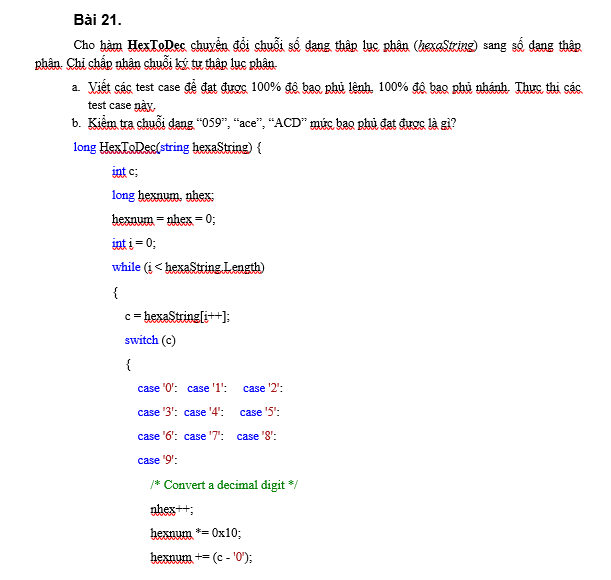 Bài 21.
Cho hàm HexToDec chuyển đổi chuỗi số dạng thập lục phân (hexaString) sang số dạng thập
phân. Chỉ chấp nhân chuỗi ký tự thập lục phân.
a. Viết các test case để đạt được 100% độ bao phủ lệnh, 100% độ bao phủ nhánh. Thực thi các
test case này.
b. Kiểm tra chuỗi dạng “059”, “ace”, “ACD” mức bao phủ đạt được là gì?
long HexToDec(string hexaString) {
int c;
long hexnum, nhex;
hexnum = nhex = 0;
int i = 0;
while (i < hexaString.Length)
{
c = hexaString[i++];
switch (c)
{
case '0': case '1': case '2':
case '3': case '4': case '5':
case '6': case '7': case '8':
case '9':
/* Convert a decimal digit */
nhex++;
hexnum *= 0x10;
hexnum += (c - '0');